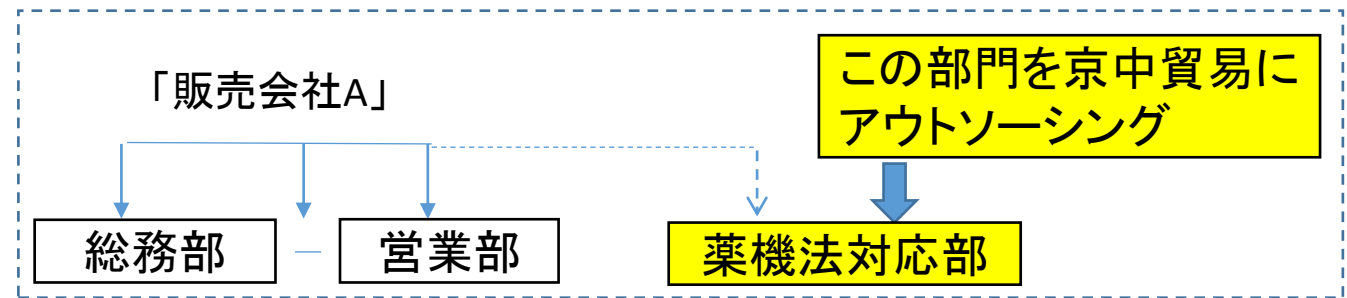 この部門を京中貿易に
アウトソーシング
「販売会社A」
総務部
営業部
薬機法対応部